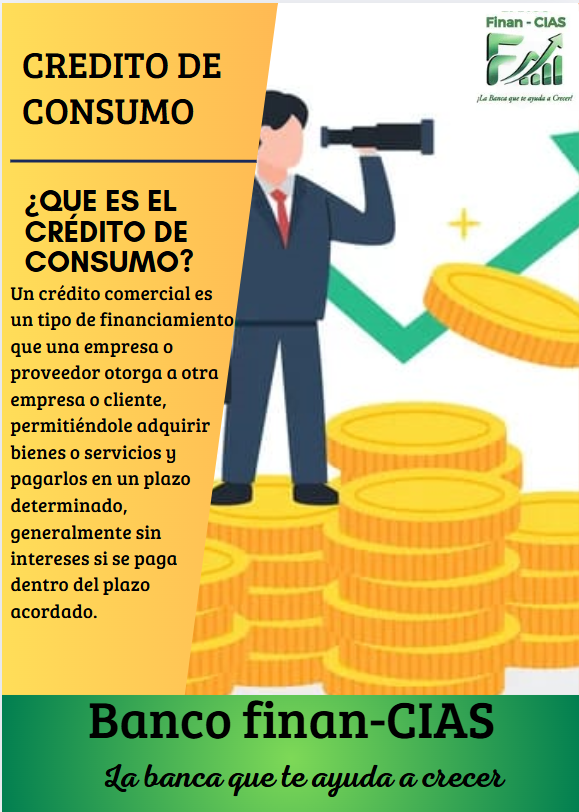 Finan - CIAS
¡La Banca que te ayuda a Crecer!
CREDITO DE
CONSUMO
¿QUE ES EL
CRÉDITO DE
CONSUMO?
Un crédito comercial es
un tipo de financiamiento
que una empresa o
proveedor otorga a otra
empresa o cliente,
permitiéndole adquirir
bienes o servicios y
pagarlos en un plazo
determinado,
generalmente sin
intereses si se paga
dentro del plazo
acordado.
Banco finan-CIAS
La banca que te ayuda a crecer